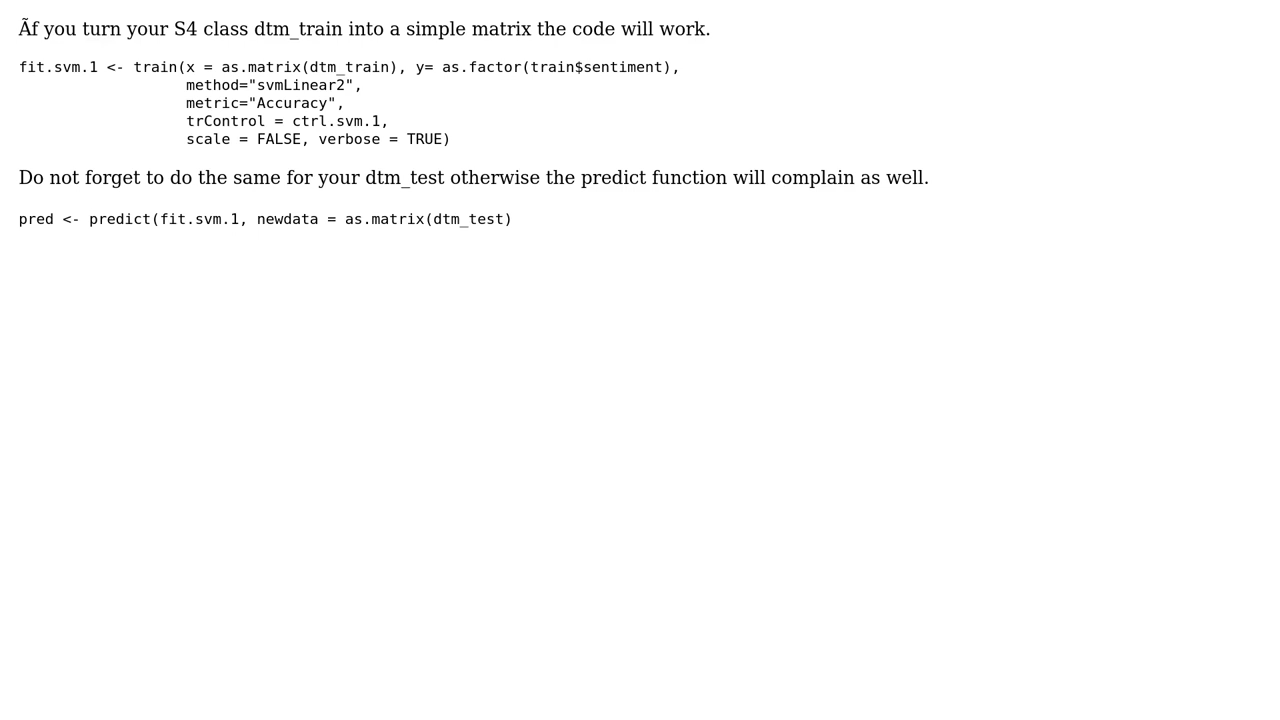 Ãf you turn your S4 class dtm_train into a simple matrix the code will work.
fit.svm.1 <- train(x = as.matrix(dtm_train), y= as.factor(train$sentiment),
                   method="svmLinear2",
                   metric="Accuracy",
                   trControl = ctrl.svm.1,
                   scale = FALSE, verbose = TRUE)
Do not forget to do the same for your dtm_test otherwise the predict function will complain as well.
pred <- predict(fit.svm.1, newdata = as.matrix(dtm_test)